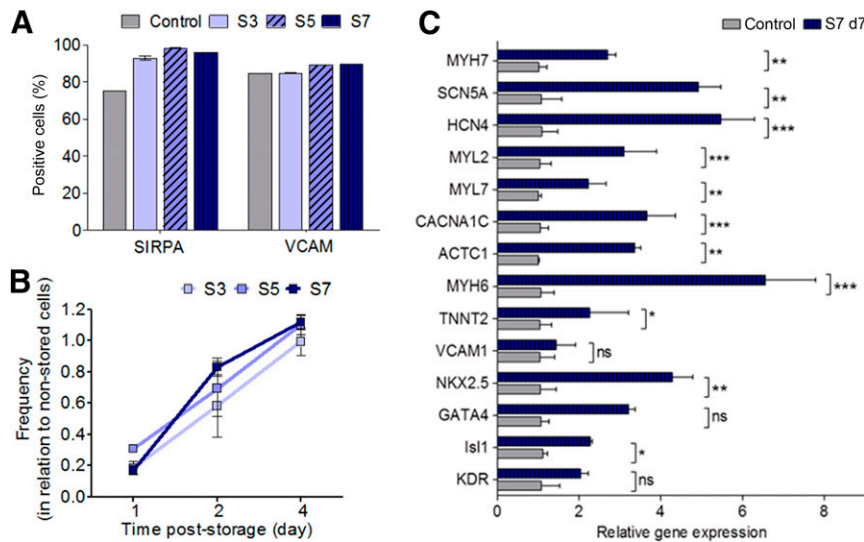 A
Control S3 S5 S7
100
80
60
40
20
0
Positive cells (%)
SIRPA VCAM
B
S3 S5 S7
1.2
1.0
0.8
0.6
0.4
0.2
0.0
Frequency
(in relation to non-stored cells)
1 2 4
Time post-storage (day)
C
Control S7 d7
MYH7 **
SCN5A **
HCN4 ***
MYL2 ***
MYL7 **
CACNA1C ***
ACTC1 **
MYH6 ***
TNNT2 *
VCAM1 ns
NKX2.5 **
GATA4 ns
Isl1 *
KDR ns
0 2 4 6 8
Relative gene expression